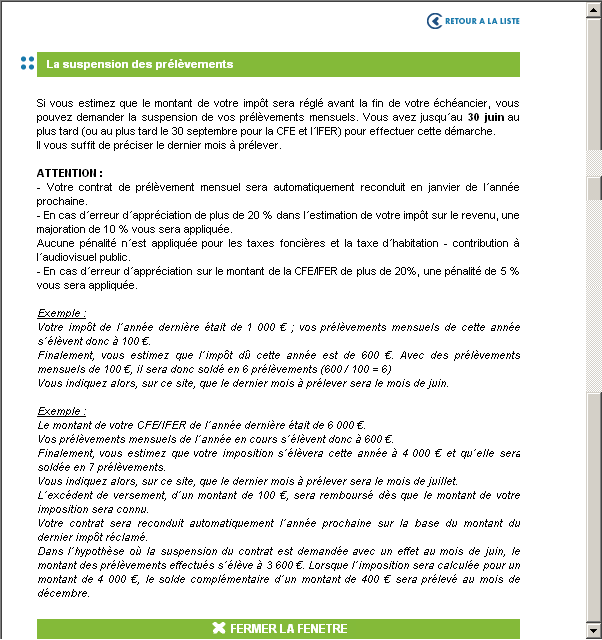 RETOUR A LA LISTE
La suspension des prélèvements
Si vous estimez que le montant de votre impôt sera réglé avant la fin de votre échéancier, vous
pouvez demander la suspension de vos prélèvements mensuels. Vous avez jusqu´au 30 juin au
plus tard (ou au plus tard le 30 septembre pour la CFE et l´IFER) pour effectuer cette démarche.
Il vous suffit de préciser le dernier mois à prélever.
ATTENTION :
- Votre contrat de prélèvement mensuel sera automatiquement reconduit en janvier de l´année
prochaine.
- En cas d´erreur d´appréciation de plus de 20 % dans l´estimation de votre impôt sur le revenu, une
majoration de 10 % vous sera appliquée.
Aucune pénalité n´est appliquée pour les taxes foncières et la taxe d´habitation - contribution à
l´audiovisuel public.
- En cas d´erreur d´appréciation sur le montant de la CFE/IFER de plus de 20%, une pénalité de 5 %
vous sera appliquée.
Exemple :
Votre impôt de l´année dernière était de 1 000 € ; vos prélèvements mensuels de cette année
s´élèvent donc à 100 €.
Finalement, vous estimez que l´impôt dû cette année est de 600 €. Avec des prélèvements
mensuels de 100 €, il sera donc soldé en 6 prélèvements (600 / 100 = 6)
Vous indiquez alors, sur ce site, que le dernier mois à prélever sera le mois de juin.
Exemple :
Le montant de votre CFE/IFER de l´année dernière était de 6 000 €.
Vos prélèvements mensuels de l´année en cours s´élèvent donc à 600 €.
Finalement, vous estimez que votre imposition s´élèvera cette année à 4 000 € et qu´elle sera
soldée en 7 prélèvements.
Vous indiquez alors, sur ce site, que le dernier mois à prélever sera le mois de juillet.
L´excédent de versement, d´un montant de 100 €, sera remboursé dès que le montant de votre
imposition sera connu.
Votre contrat sera reconduit automatiquement l´année prochaine sur la base du montant du
dernier impôt réclamé.
Dans l´hypothèse où la suspension du contrat est demandée avec un effet au mois de juin, le
montant des prélèvements effectués s´élève à 3 600 €. Lorsque l´imposition sera calculée pour un
montant de 4 000 €, le solde complémentaire d´un montant de 400 € sera prélevé au mois de
décembre.
FERMER LA FENETRE